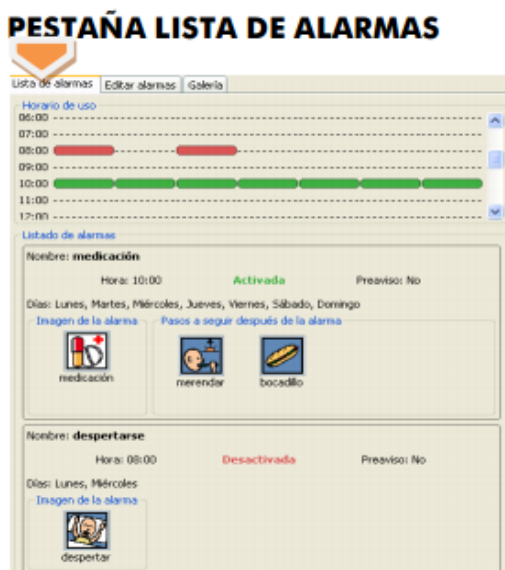 PESTAÑA LISTA DE ALARMAS
Lista de alarmas Editar alarmas Galería
Horario de uso
06:00
07:00
08:00
09:00
10:00
11:00
12:00
Listado de alarmas
Nombre: medicación
Hora: 10:00 Activada Preaviso: No
Días: Lunes, Martes, Miércoles, Jueves, Viernes, Sábado, Domingo
Imagen de la alarma Pasos a seguir después de la alarma
medicación merendar bocadillo
Nombre: despertarse
Hora: 08:00 Desactivada Preaviso: No
Días: Lunes, Miércoles
Imagen de la alarma
despertar